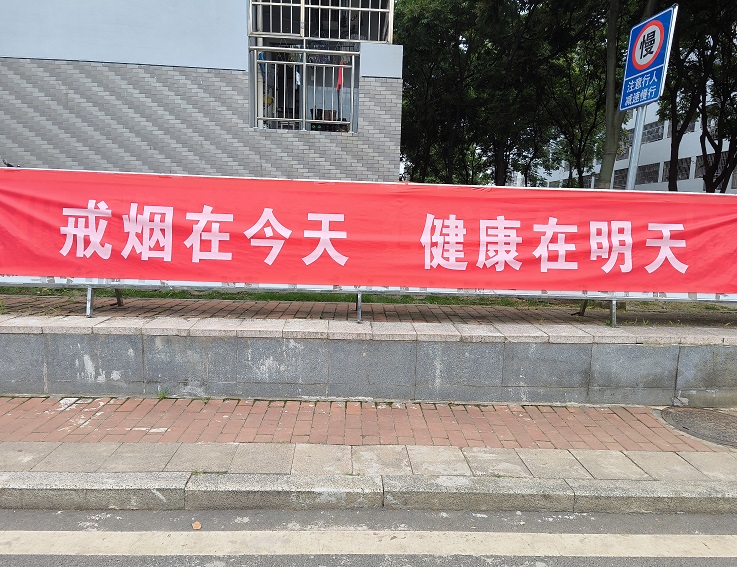 慢
注意行人
减速慢行
戒烟在今天 健康在明天